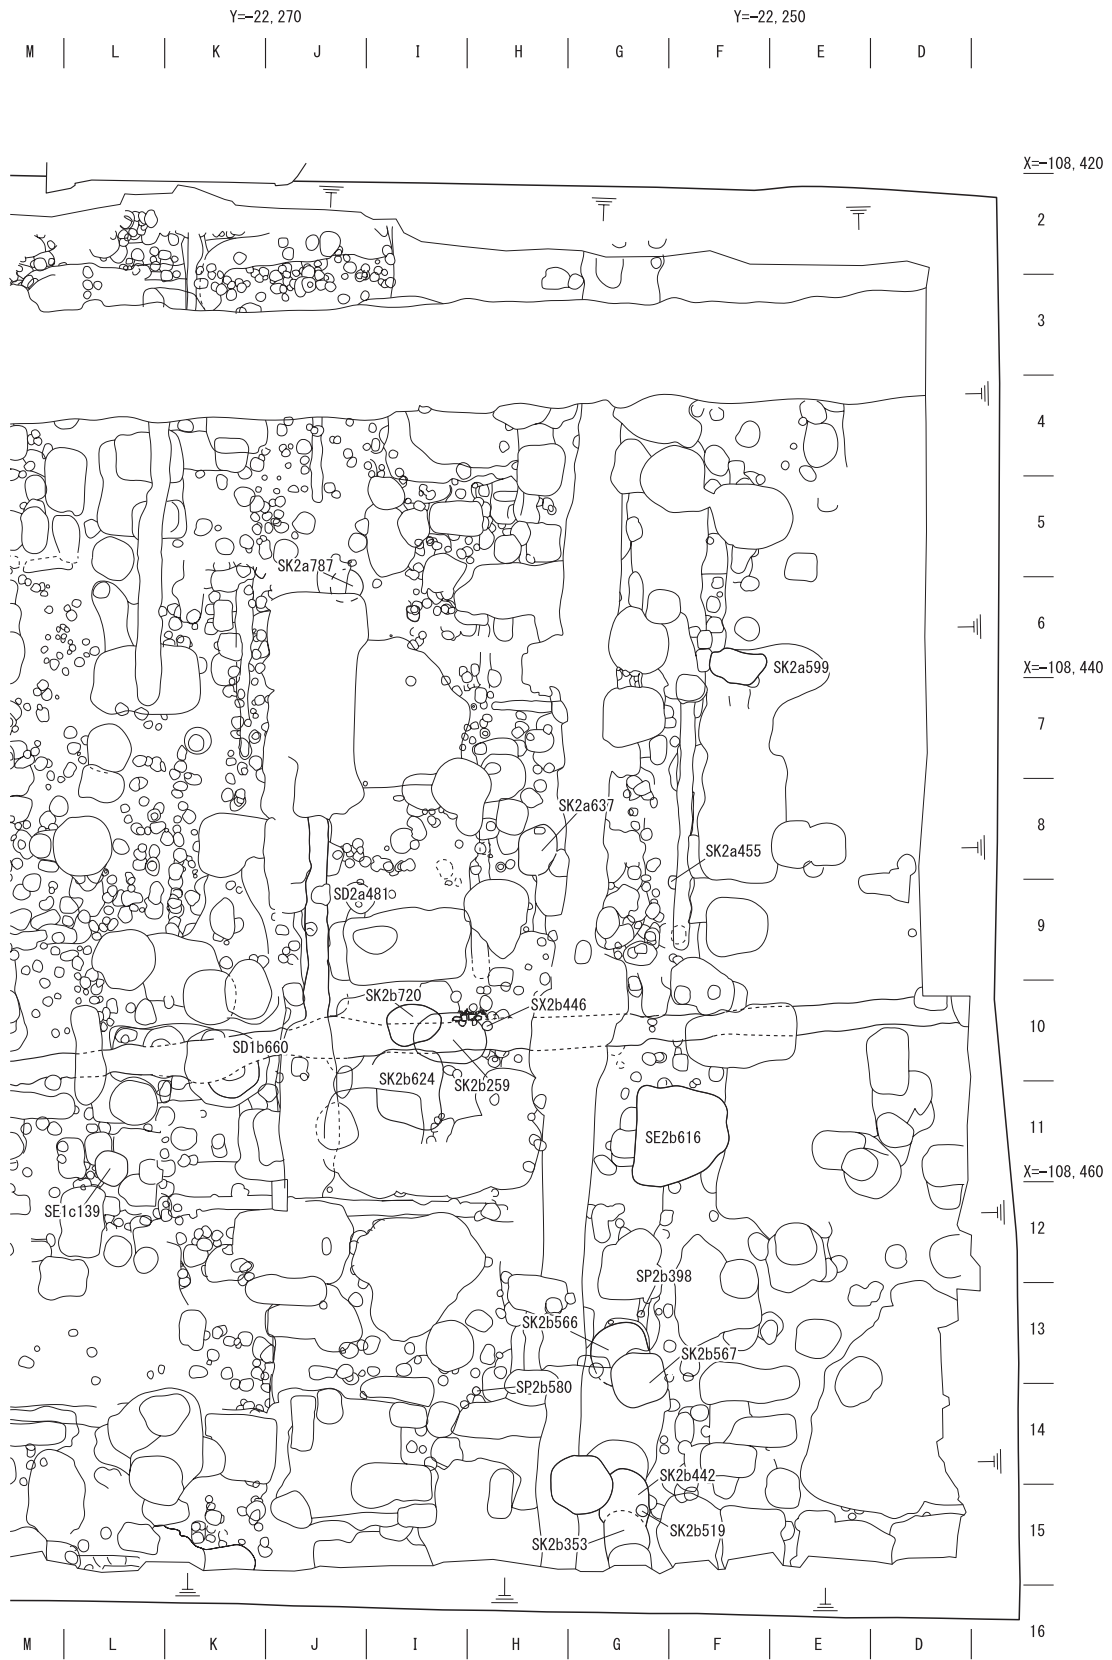 Y=-22,270 Y=-22,250
M L K J I H G F E D
X=-108,420
2
3
4
5
SK2a787
6
SK2a599
X=-108,440
7
SK2a637
8
SK2a455
SD2a481
9
SK2b720
SX2b446
10
SD1b660
SK2b624
SK2b259
11
SE2b616
X=-108,460
SE1c139
12
SP2b398
SK2b566
13
SK2b567
SP2b580
14
SK2b442
SK2b519
15
SK2b353
16
M L K J I H G F E D